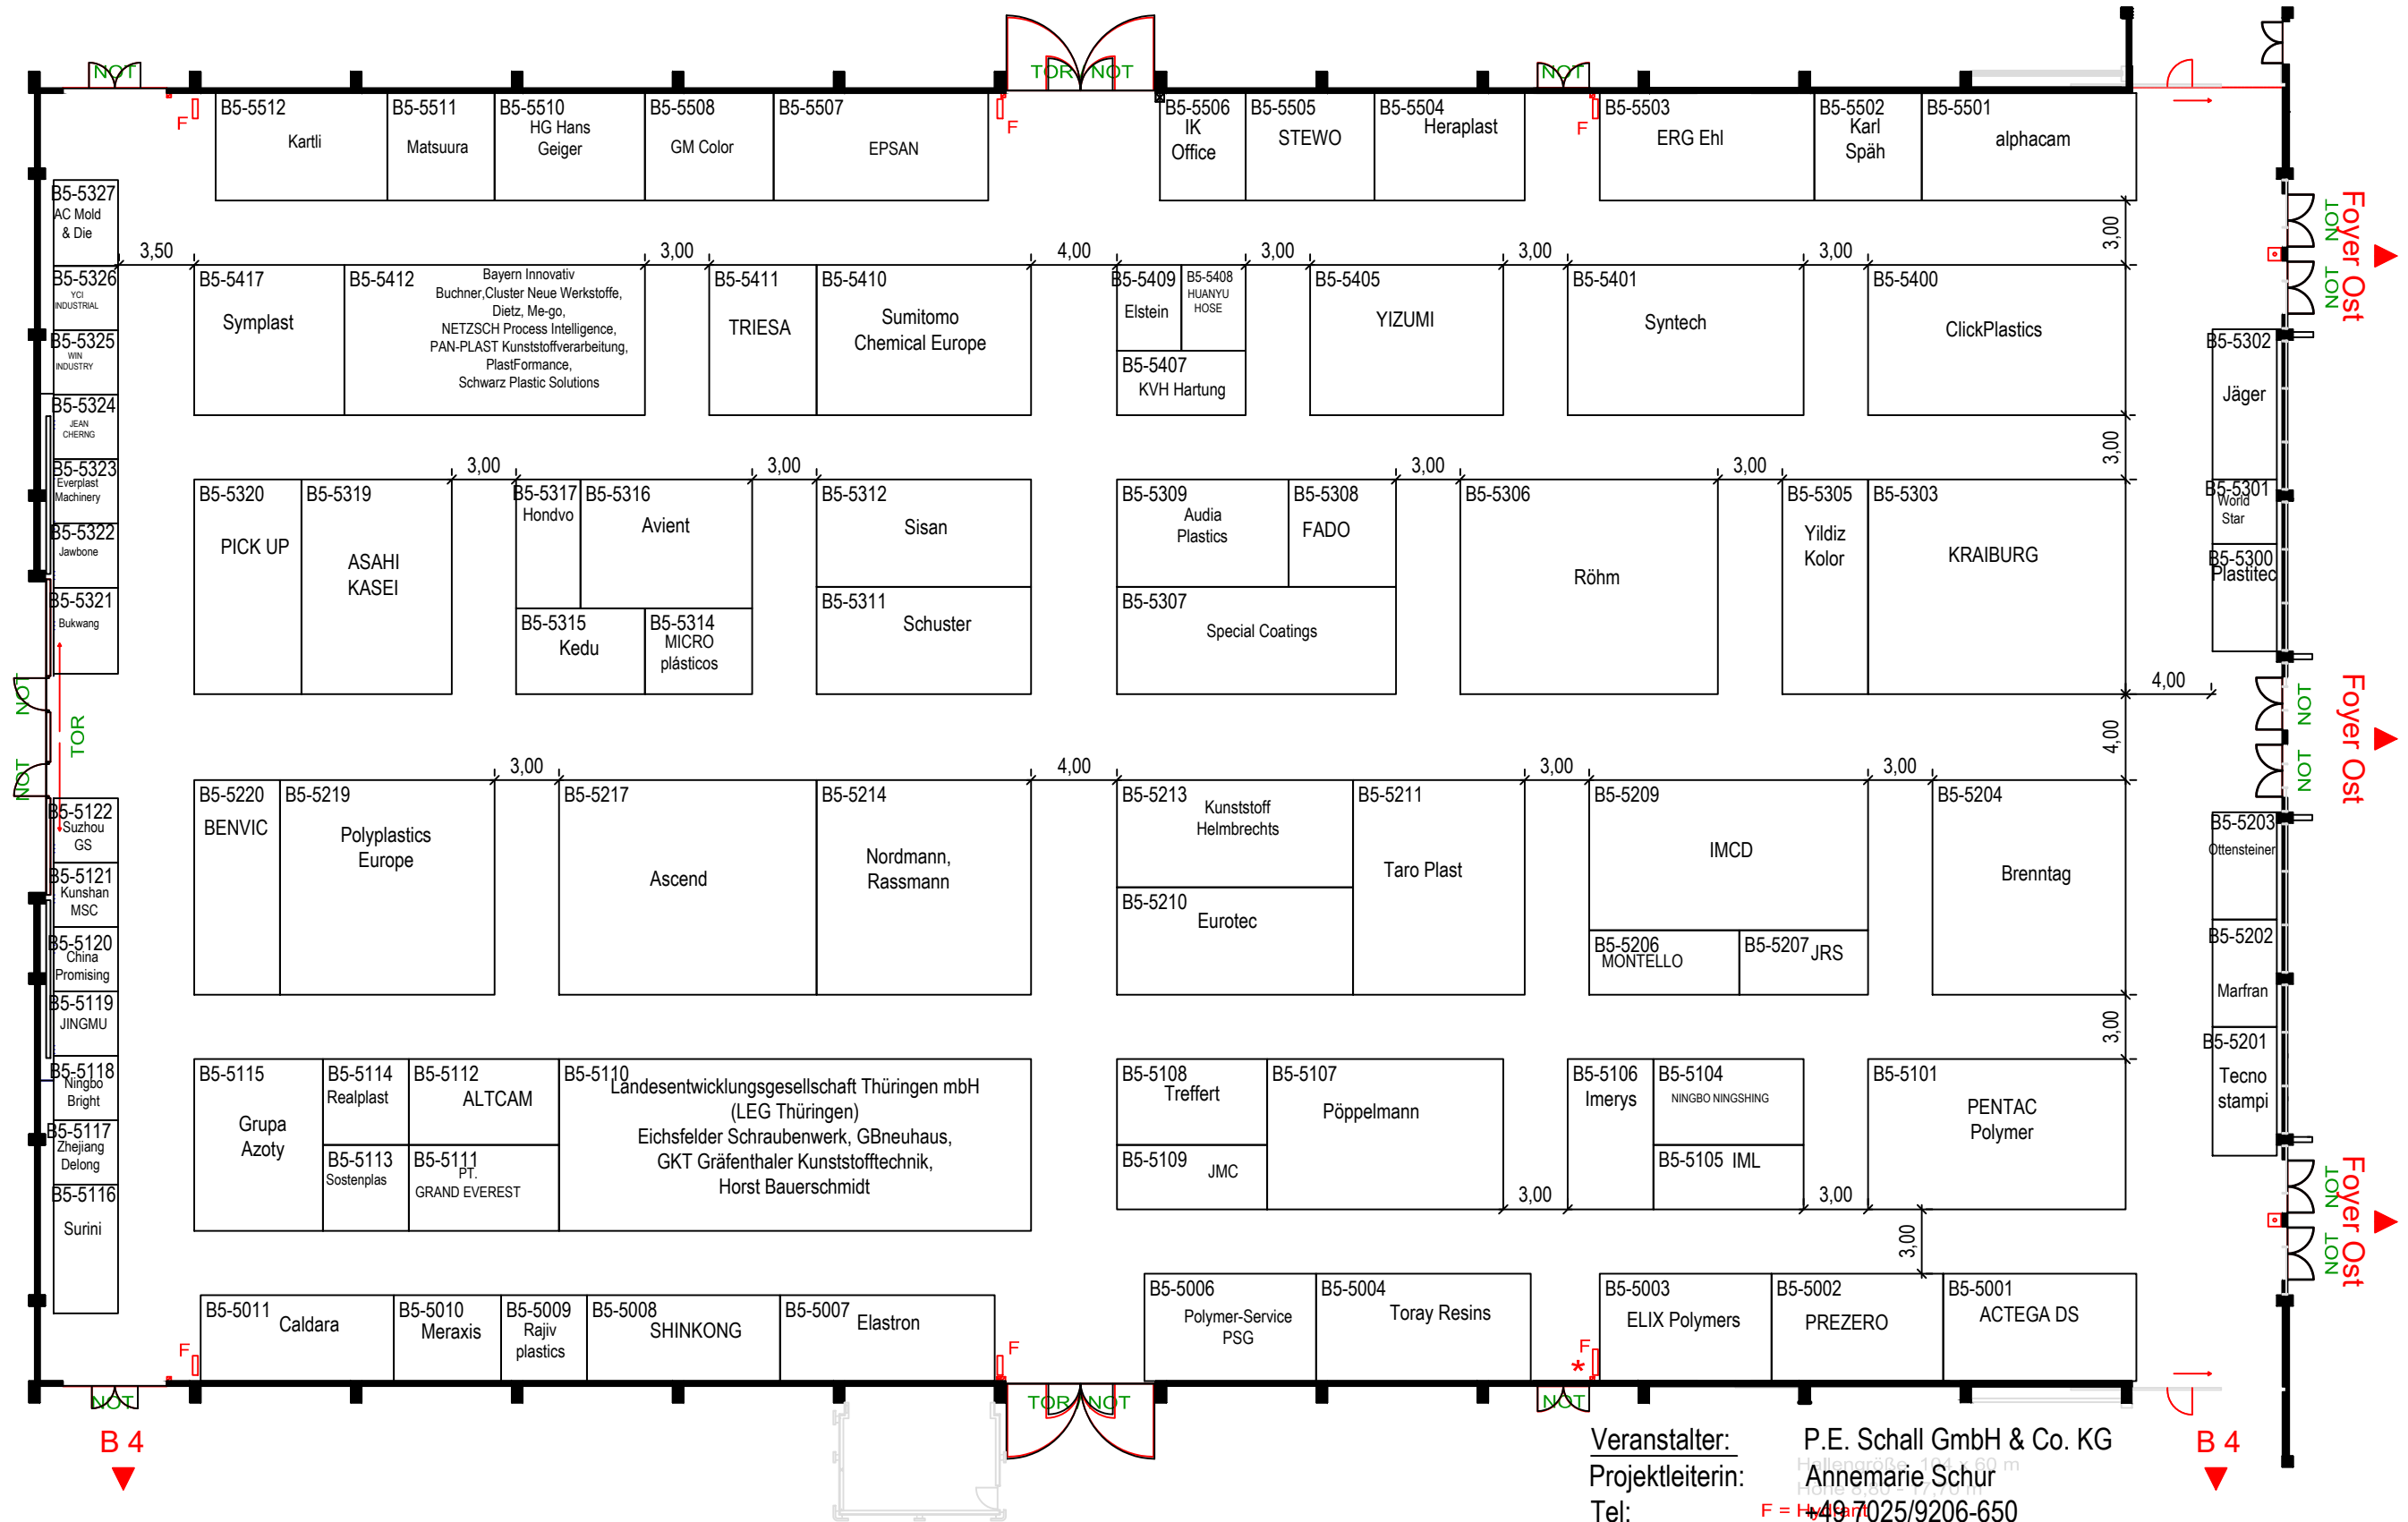 NOT
TOR NOT
NOT
B5-5512
Kartli
B5-5511
Matsuura
B5-5510
HG Hans
Geiger
B5-5508
GM Color
B5-5507
EPSAN
B5-5506
IK
Office
B5-5505
STEWO
B5-5504
Heraplast
B5-5503
ERG Ehl
B5-5502
Karl
Späh
B5-5501
alphacam
F
F
F
B5-5327
AC Mold
& Die
B5-5326
YCI
INDUSTRIAL
B5-5325
WIN
INDUSTRY
B5-5324
JEAN
CHERNG
B5-5323
Everplast
Machinery
B5-5322
Jawbone
B5-5321
Bukwang
3,50
3,00
4,00
3,00
3,00
3,00
3,00
B5-5417
Symplast
B5-5412
Bayern Innovativ
Buchner,Cluster Neue Werkstoffe,
Dietz, Me-go,
NETZSCH Process Intelligence,
PAN-PLAST Kunststoffverarbeitung,
PlastFormance,
Schwarz Plastic Solutions
B5-5411
TRIESA
B5-5410
Sumitomo
Chemical Europe
B5-5409
Elstein
B5-5408
HUANYU
HOSE
B5-5407
KVH Hartung
B5-5405
YIZUMI
B5-5401
Syntech
B5-5400
ClickPlastics
NOT
NOT
Foyer Ost
B5-5302
Jäger
B5-5301
World
Star
B5-5300
Plastitec
3,00
3,00
3,00
3,00
3,00
B5-5320
PICK UP
B5-5319
ASAHI
KASEI
B5-5317
Hondvo
B5-5316
Avient
B5-5315
Kedu
B5-5314
MICRO
plásticos
B5-5312
Sisan
B5-5311
Schuster
B5-5309
Audia
Plastics
B5-5308
FADO
B5-5307
Special Coatings
B5-5306
Röhm
B5-5305
Yildiz
Kolor
B5-5303
KRAIBURG
4,00
4,00
NOT
TOR
NOT
NOT
NOT
Foyer Ost
B5-5122
Suzhou
GS
B5-5121
Kunshan
MSC
B5-5120
China
Promising
B5-5119
JINGMU
B5-5118
Ningbo
Bright
B5-5117
Zhejiang
Delong
B5-5116
Surini
3,00
4,00
3,00
3,00
B5-5220
BENVIC
B5-5219
Polyplastics
Europe
B5-5217
Ascend
B5-5214
Nordmann,
Rassmann
B5-5213
Kunststoff
Helmbrechts
B5-5210
Eurotec
B5-5211
Taro Plast
B5-5209
IMCD
B5-5206
MONTELLO
B5-5207
JRS
B5-5204
Brenntag
B5-5203
Ottensteiner
B5-5202
Marfran
B5-5201
Tecno
stampi
3,00
B5-5115
Grupa
Azoty
B5-5114
Realplast
B5-5113
Sostenplas
B5-5112
ALTCAM
B5-5111
PT.
GRAND EVEREST
B5-5110
Landesentwicklungsgesellschaft Thüringen mbH
(LEG Thüringen)
Eichsfelder Schraubenwerk, GBneuhaus,
GKT Gräfenthaler Kunststofftechnik,
Horst Bauerschmidt
B5-5108
Treffert
B5-5109
JMC
B5-5107
Pöppelmann
B5-5106
Imerys
B5-5104
NINGBO NINGSHING
B5-5105 IML
B5-5101
PENTAC
Polymer
3,00
3,00
3,00
NOT
NOT
Foyer Ost
B5-5011
Caldara
B5-5010
Meraxis
B5-5009
Rajiv
plastics
B5-5008
SHINKONG
B5-5007
Elastron
B5-5006
Polymer-Service
PSG
B5-5004
Toray Resins
B5-5003
ELIX Polymers
B5-5002
PREZERO
B5-5001
ACTEGA DS
F
F
F
*
NOT
TOR NOT
NOT
B 4
B 4
Veranstalter: P.E. Schall GmbH & Co. KG
Hallengröße 104 x 60 m
Projektleiterin: Annemarie Schur
Höhe 8,80 - 17,70 m
Tel: +49 7025/9206-650
F = Hydrant